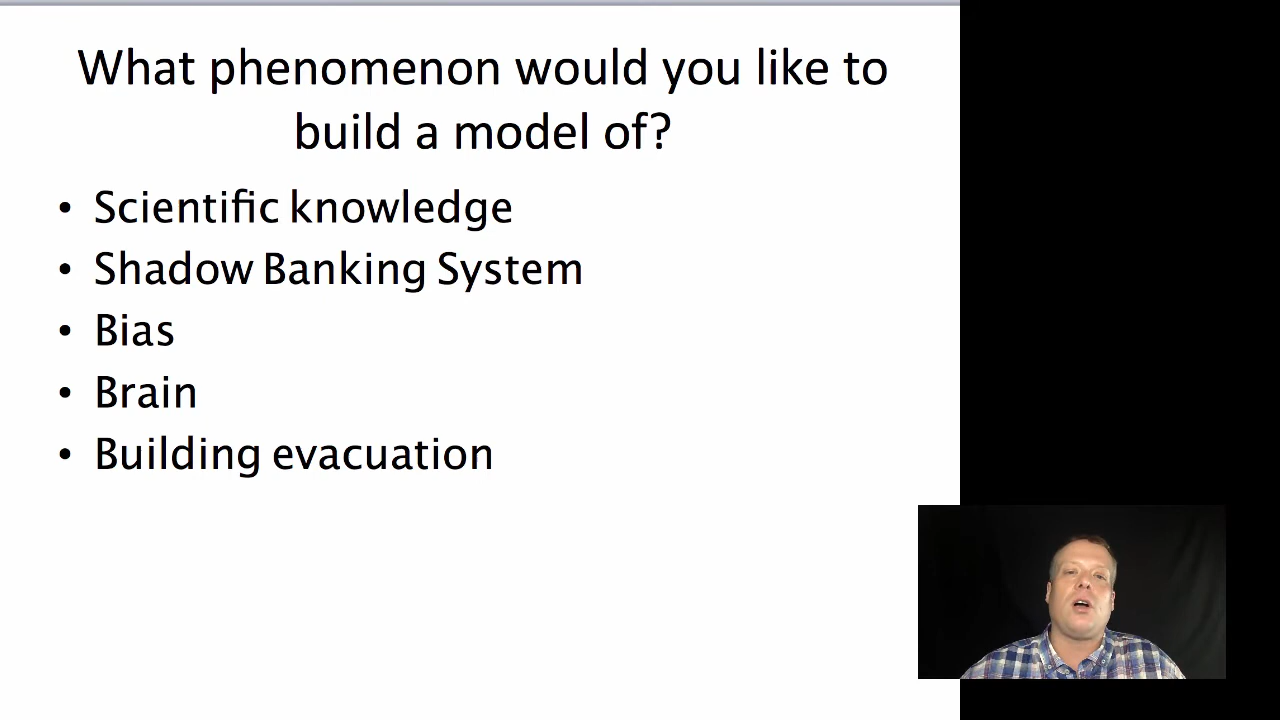 What phenomenon would you like to
build a model of?
• Scientific knowledge
• Shadow Banking System
• Bias
• Brain
• Building evacuation